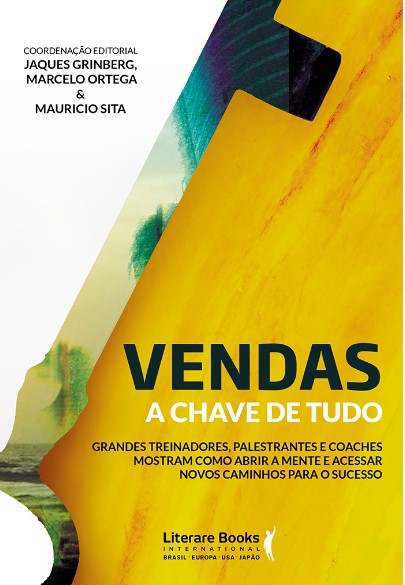 COORDENAÇÃO EDITORIAL
JAQUES GRINBERG,
MARCELO ORTEGA
&
MAURICIO SITA
VENDAS
A CHAVE DE TUDO
GRANDES TREINADORES, PALESTRANTES E COACHES
MOSTRAM COMO ABRIR A MENTE E ACESSAR
NOVOS CAMINHOS PARA O SUCESSO
Literare Books
INTERNATIONAL
BRASIL · EUROPA · USA · JAPÃO